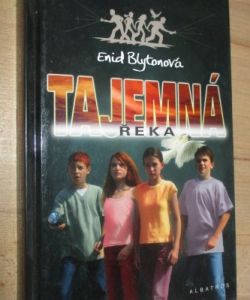 Enid Blytonová
TAJEMNÁ
ŘEKA
ALBATROS